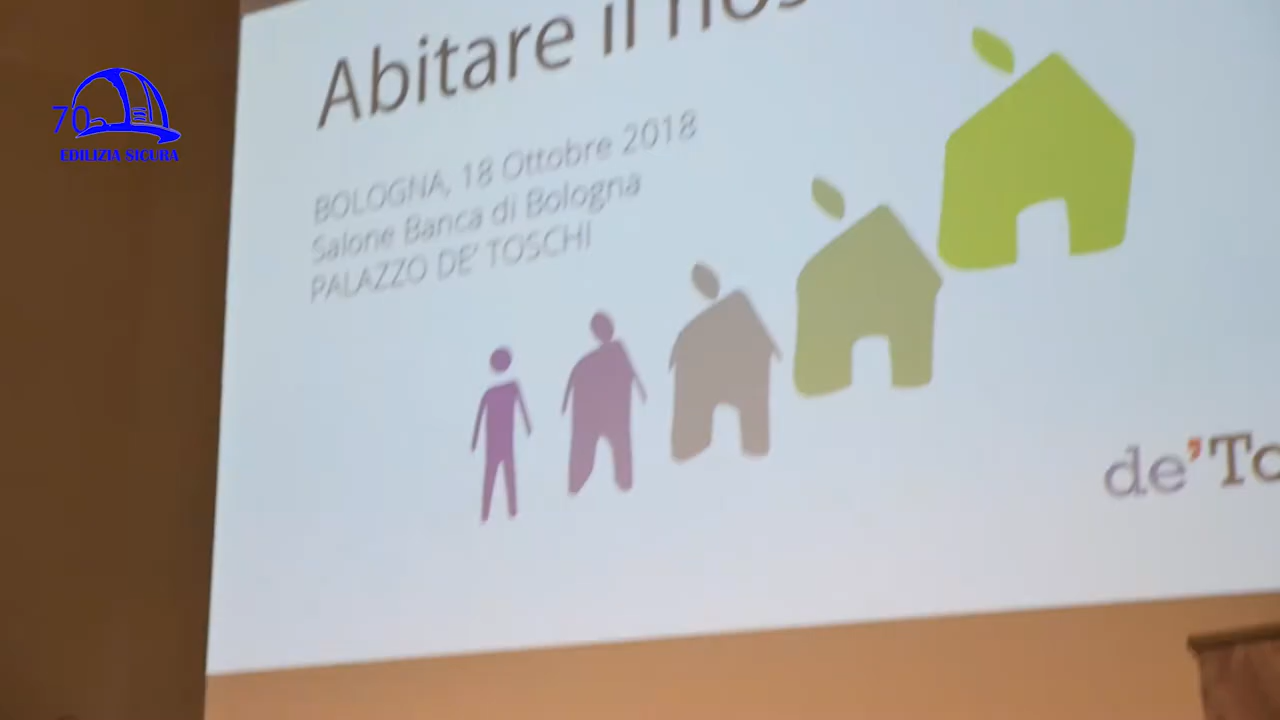 Abitare il
BOLOGNA, 18 Ottobre 2018
Salone Banca di Bologna
PALAZZO DE' TOSCHI
70
EDILIZIA SICURA